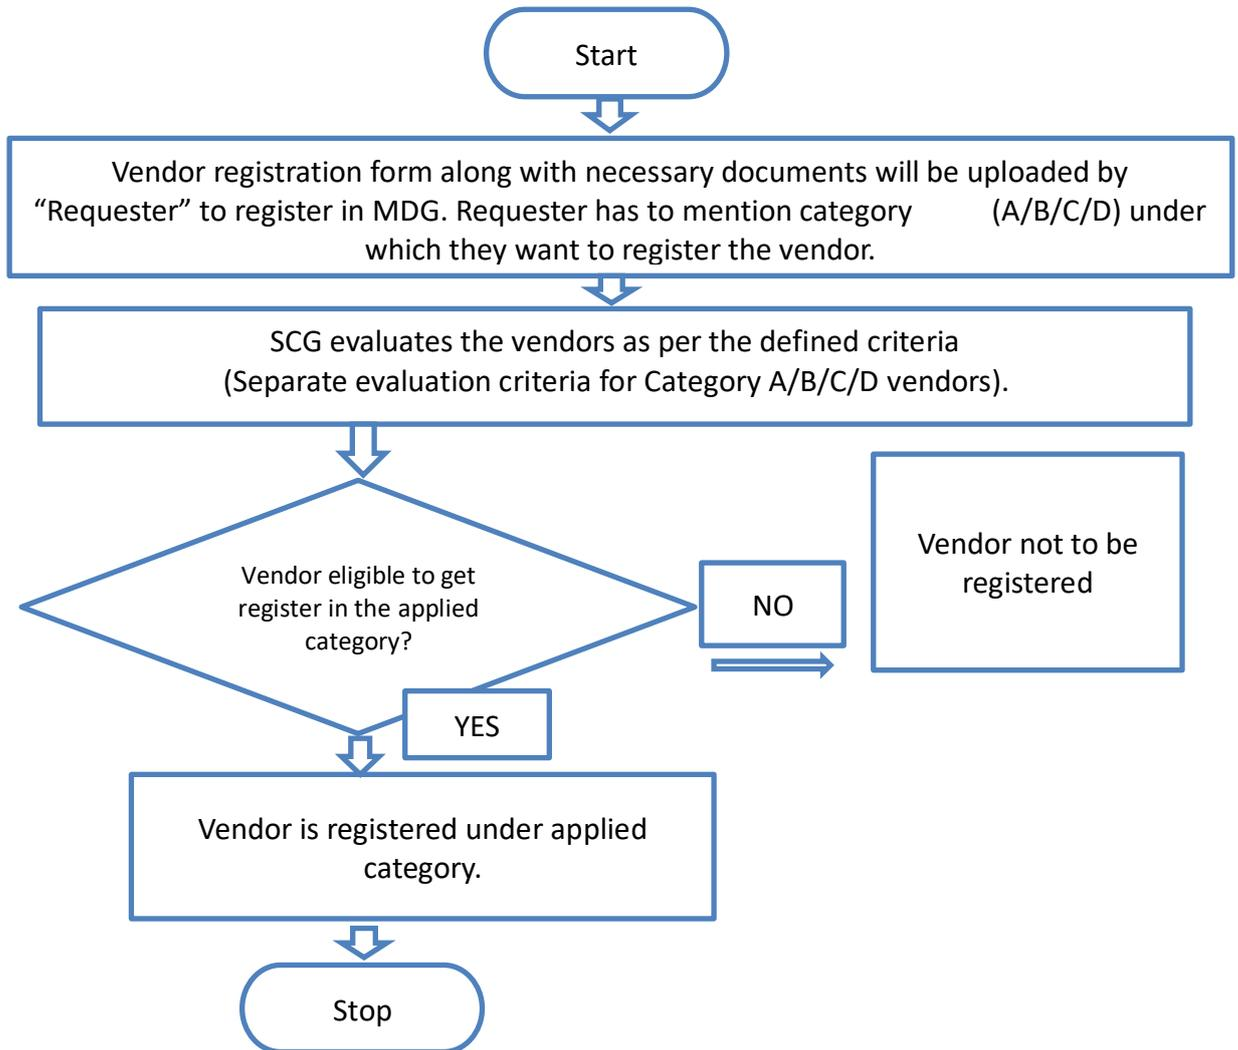 Start
Vendor registration form along with necessary documents will be uploaded by
“Requester” to register in MDG. Requester has to mention category (A/B/C/D) under
which they want to register the vendor.
SCG evaluates the vendors as per the defined criteria
(Separate evaluation criteria for Category A/B/C/D vendors).
Vendor eligible to get
register in the applied
category?
NO
Vendor not to be
registered
YES
Vendor is registered under applied
category.
Stop